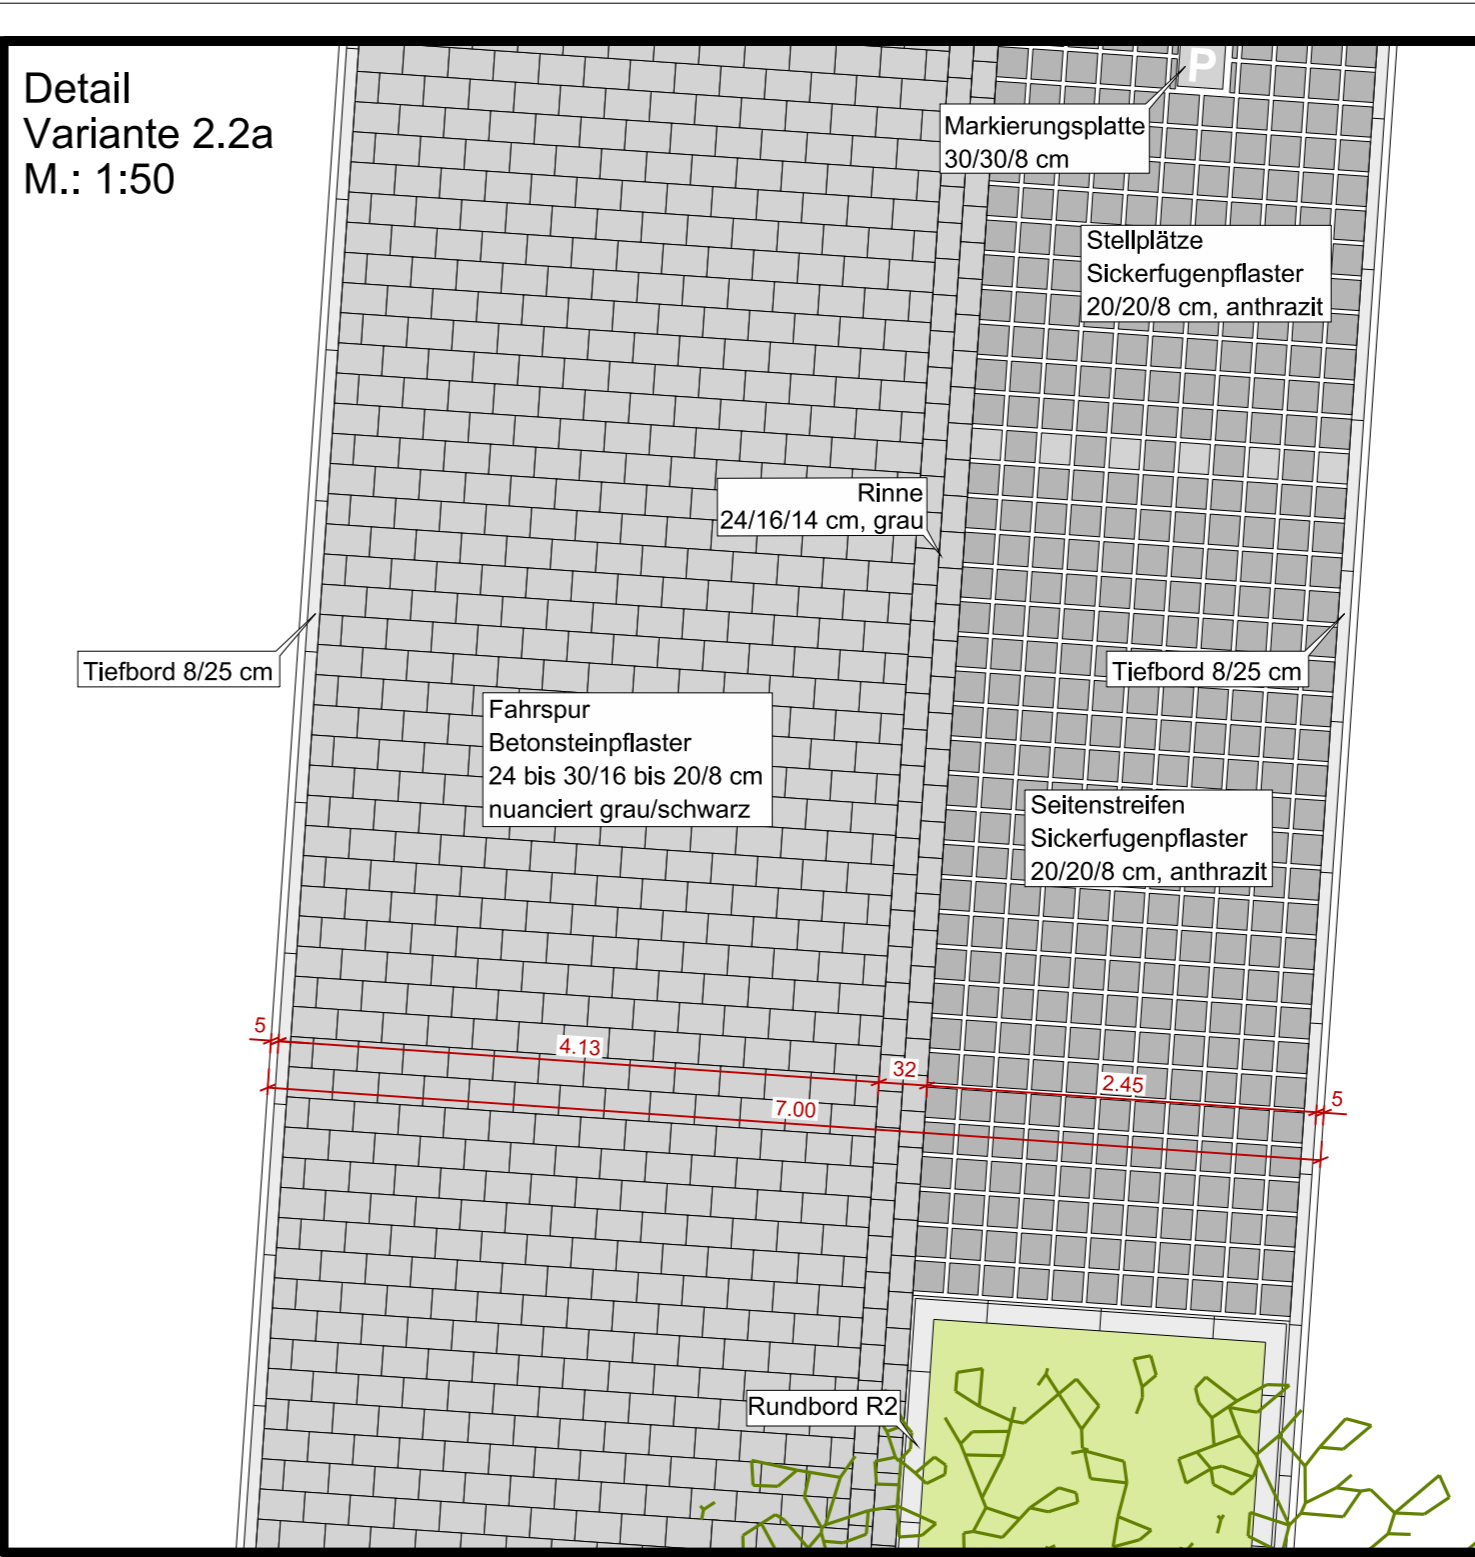 Detail
Variante 2.2a
M.: 1:50
P
Markierungsplatte
30/30/8 cm
Stellplätze
Sickerfugenpflaster
20/20/8 cm, anthrazit
Rinne
24/16/14 cm, grau
Tiefbord 8/25 cm
Tiefbord 8/25 cm
Fahrspur
Betonsteinpflaster
24 bis 30/16 bis 20/8 cm
nuanciert grau/schwarz
Seitenstreifen
Sickerfugenpflaster
20/20/8 cm, anthrazit
5
4.13
32
2.45
5
7.00
Rundbord R2